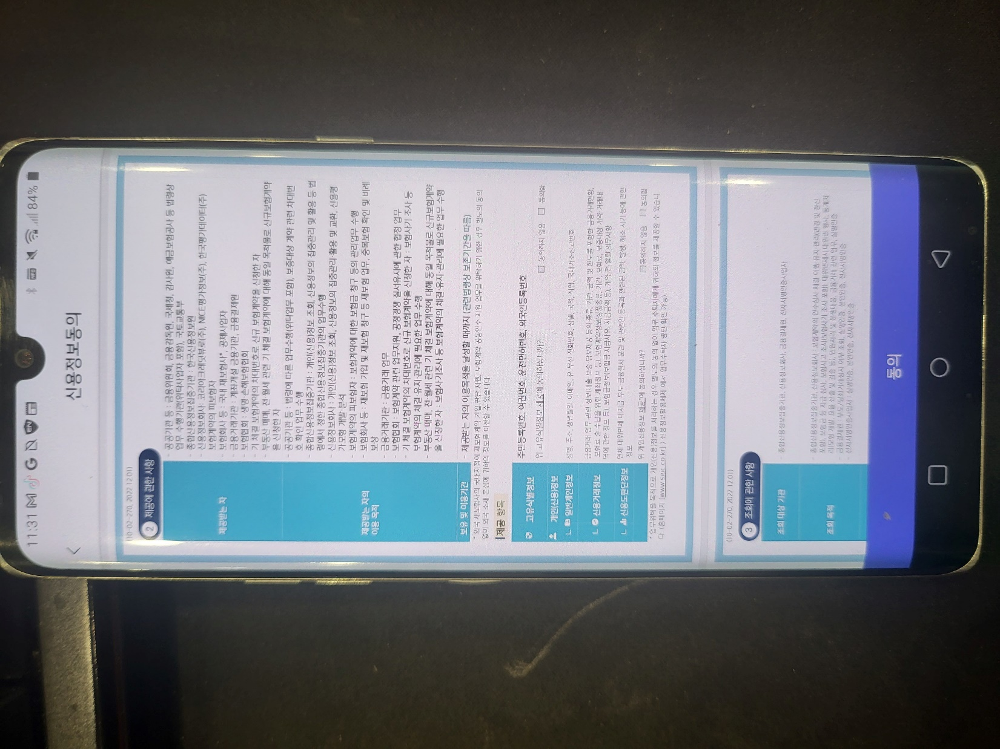 11:31
84%
신용정보동의
(10-02-270, 2022.12.01)
2 제공에 관한 사항
제공받는 자
- 공공기관 등 : 금융위원회, 금융감독원, 국세청, 감사원, 예금보험공사 등 법령상
업무 수행기관(위탁사업자 포함), 국토교통부
- 종합신용정보집중기관 : 한국신용정보원
- 신용정보회사 : 코리아크레딧뷰로(주), NICE평가정보(주), 한국평가데이터(주)
- 보험계약의 피보험자
- 보험회사 등 : 국내 재보험사*, 공제사업자
- 금융거래기관 : 계좌개설 금융기관, 금융결제원
- 보험협회 : 생명·손해보험협회
- 기 체결 보험계약의 차대번호로 신규 보험계약을 신청한 자
- 부동산 매매, 전·월세 관련 기 체결 보험계약에 대해 동일 목적물로 신규보험계약
을 신청한 자
제공받는 자의
이용 목적
- 공공기관 등 : 법령에 따른 업무수행(위탁업무 포함), 보증대상 계약 관련 차대번
호 확인 업무 수행
- 종합신용정보집중기관 : 개인(신용)정보 조회, 신용정보의 집중관리 및 활용 등 법
령에서 정한 종합신용정보집중기관의 업무수행
- 신용정보회사 : 개인(신용)정보 조회, 신용정보의 집중관리·활용 및 교환, 신용평
가모형 개발·분석
- 보험계약의 피보험자 : 보험계약에 대한 보험금 청구 등의 관리업무 수행
- 보험회사 등 : 재보험 가입 및 재보험 청구 등 재보험 업무, 중복보험 확인 및 비례
보상
- 금융거래기관 : 금융거래 업무
- 보험협회 : 보험계약 관련 업무지원, 공정경쟁 질서유지에 관한 협정 업무
- 기 체결 보험계약의 차대번호로 신규 보험계약을 신청한 자 : 보험사기 조사 등
보험계약의 체결·유지·관리에 필요한 업무 수행
- 부동산 매매, 전·월세 관련 기 체결 보험계약에 대해 동일 목적물로 신규보험계약
을 신청한 자 : 보험사기조사 등 보험계약의 체결·유지·관리에 필요한 업무 수행
보유 및 이용기간
- 제공받는 자의 이용목적을 달성할 때까지 (관련법령상 보존기간을 따름)
* 외국 재보험사의 국내지점이 재보험계약 가입 판단 지원, 보험계약 공동인수 지원 업무를 위탁하기 위한 경우 별도의 동의
없이 외국 소재 본점에 귀하의 정보를 이전할 수 있습니다.
제공 항목
고유식별정보
주민등록번호, 여권번호, 운전면허번호, 외국인등록번호
위 고유식별정보 제공에 동의하십니까?
□ 동의하지 않음 □ 동의함
개인(신용)정보
ㄴ 일반개인정보
성명, 주소, 생년월일, 이메일, 유·무선 전화번호, 성별, 국적, 직업, 국내거소신고번호
ㄴ 신용거래정보
금융거래 업무 관련 정보(대출·보증·담보제공 등의 종류, 기간, 금액 및 한도를 포함한 금융거래현황,
보험료 출·수납을 위한 계좌정보 등), 보험계약정보(상품종류, 기간, 보험료, 보증대상 계약·거래내
역에 관한 정보 등), 보험금정보(보험금 지급사유, 지급금액 등), 계약 전 알릴 의무사항
ㄴ 신용도판단정보
연체·대위변제·대지급·부도·금융질서 문란 및 관련인 등록과 관련된 금액, 발생, 해소 시기 등에 관한
정보
위 개인신용정보 제공*에 동의하십니까?
□ 동의하지 않음 □ 동의함
* 업무위탁을 목적으로 개인(신용)정보를 처리하는 경우 별도의 동의 없이 업무 수탁자에게 귀하의 정보를 제공할 수 있습니
다. (홈페이지 [www.sgic.co.kr] > 신용정보활용체제 에서 업무수탁자 명단 확인 가능)
(10-02-270, 2022.12.01)
3 조회에 관한 사항
조회 대상 기관
- 종합신용정보집중기관, 신용정보회사, 금융결제원, 전자서명인증사업자
조회 목적
동의